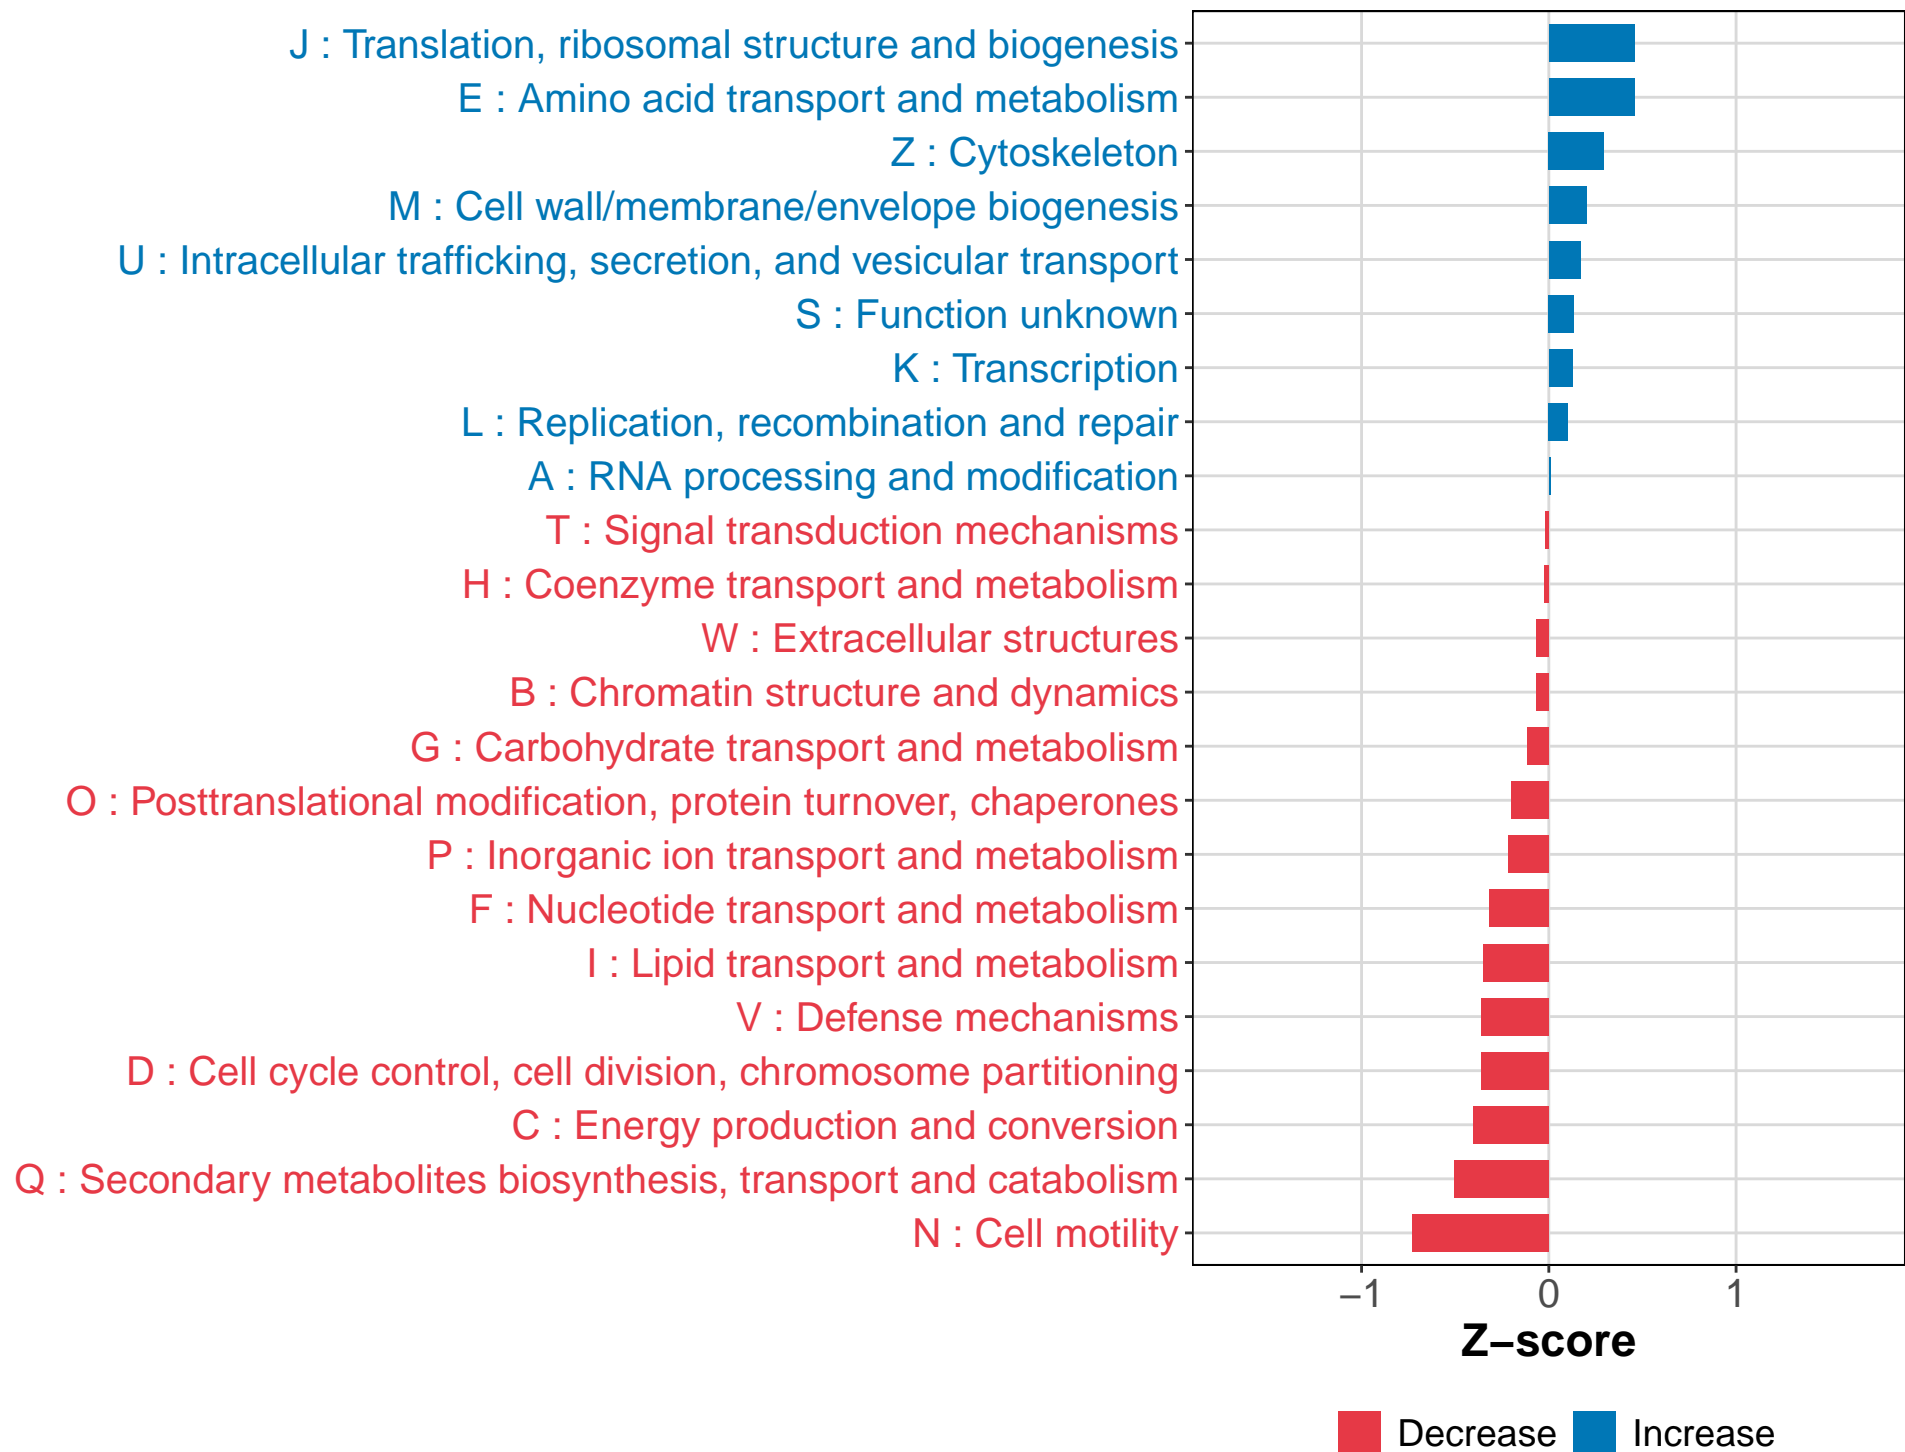 J : Translation, ribosomal structure and biogenesis
E : Amino acid transport and metabolism
Z : Cytoskeleton
M : Cell wall/membrane/envelope biogenesis
U : Intracellular trafficking, secretion, and vesicular transport
S : Function unknown
K : Transcription
L : Replication, recombination and repair
A : RNA processing and modification
T : Signal transduction mechanisms
H : Coenzyme transport and metabolism
W : Extracellular structures
B : Chromatin structure and dynamics
G : Carbohydrate transport and metabolism
O : Posttranslational modification, protein turnover, chaperones
P : Inorganic ion transport and metabolism
F : Nucleotide transport and metabolism
I : Lipid transport and metabolism
V : Defense mechanisms
D : Cell cycle control, cell division, chromosome partitioning
C : Energy production and conversion
Q : Secondary metabolites biosynthesis, transport and catabolism
N : Cell motility
−1 0 1
Z−score
Decrease Increase